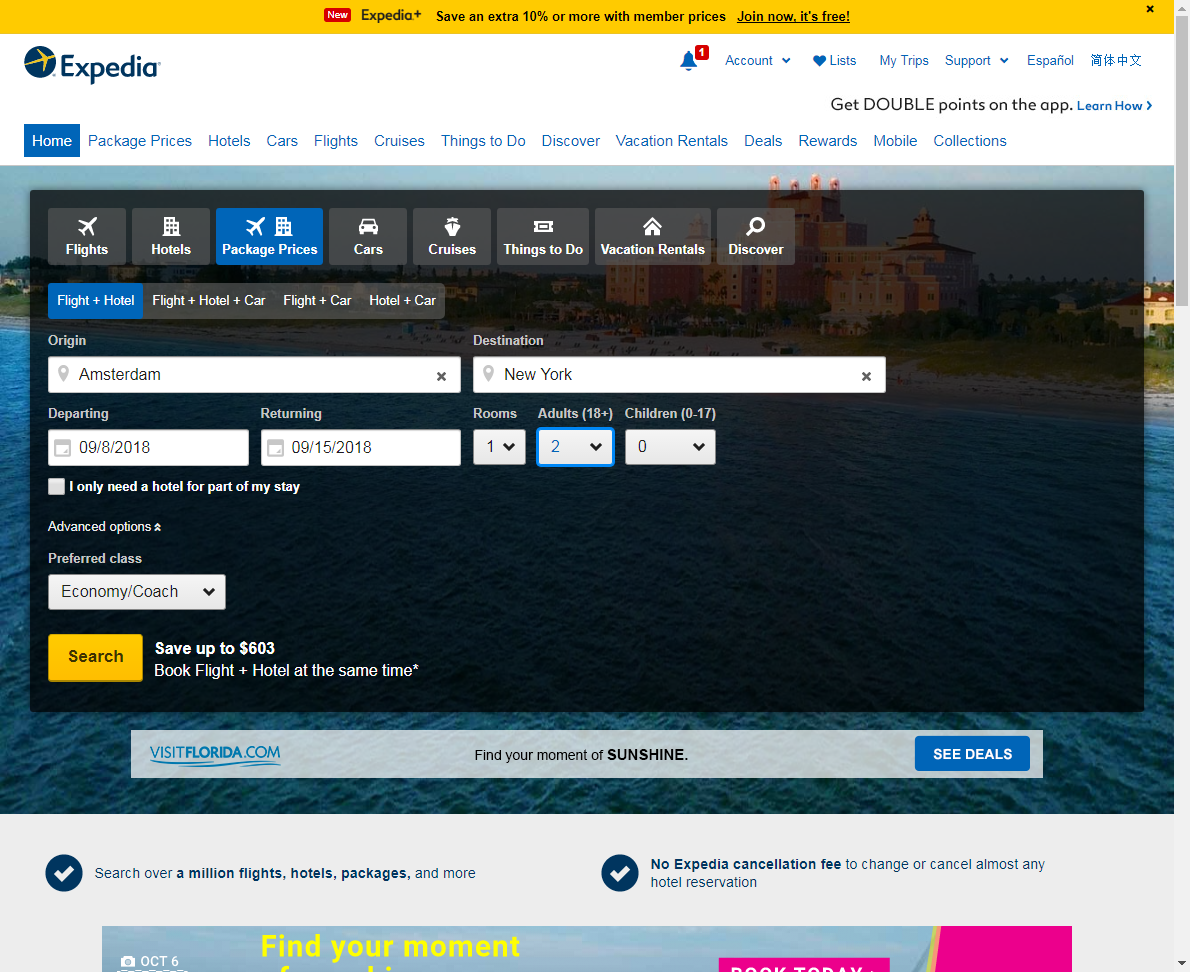 New Expedia+ Save an extra 10% or more with member prices Join now, it's free!
Expedia
1 Account Lists My Trips Support Español 简体中文
Get DOUBLE points on the app. Learn How
Home Package Prices Hotels Cars Flights Cruises Things to Do Discover Vacation Rentals Deals Rewards Mobile Collections
Flights Hotels Package Prices Cars Cruises Things to Do Vacation Rentals Discover
Flight + Hotel Flight + Hotel + Car Flight + Car Hotel + Car
Origin Destination
Amsterdam New York
Departing Returning Rooms Adults (18+) Children (0-17)
09/8/2018 09/15/2018 1 2 0
I only need a hotel for part of my stay
Advanced options
Preferred class
Economy/Coach
Search
Save up to $603
Book Flight + Hotel at the same time*
VISITFLORIDA.COM Find your moment of SUNSHINE. SEE DEALS
Search over a million flights, hotels, packages, and more
No Expedia cancellation fee to change or cancel almost any
hotel reservation
Find your moment
OCT 6
BOOK TODAY